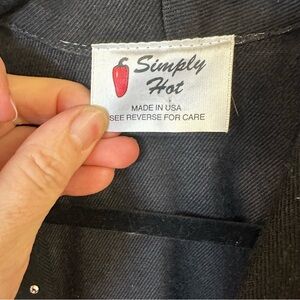 Simply
Hot
MADE IN USA
SEE REVERSE FOR CARE